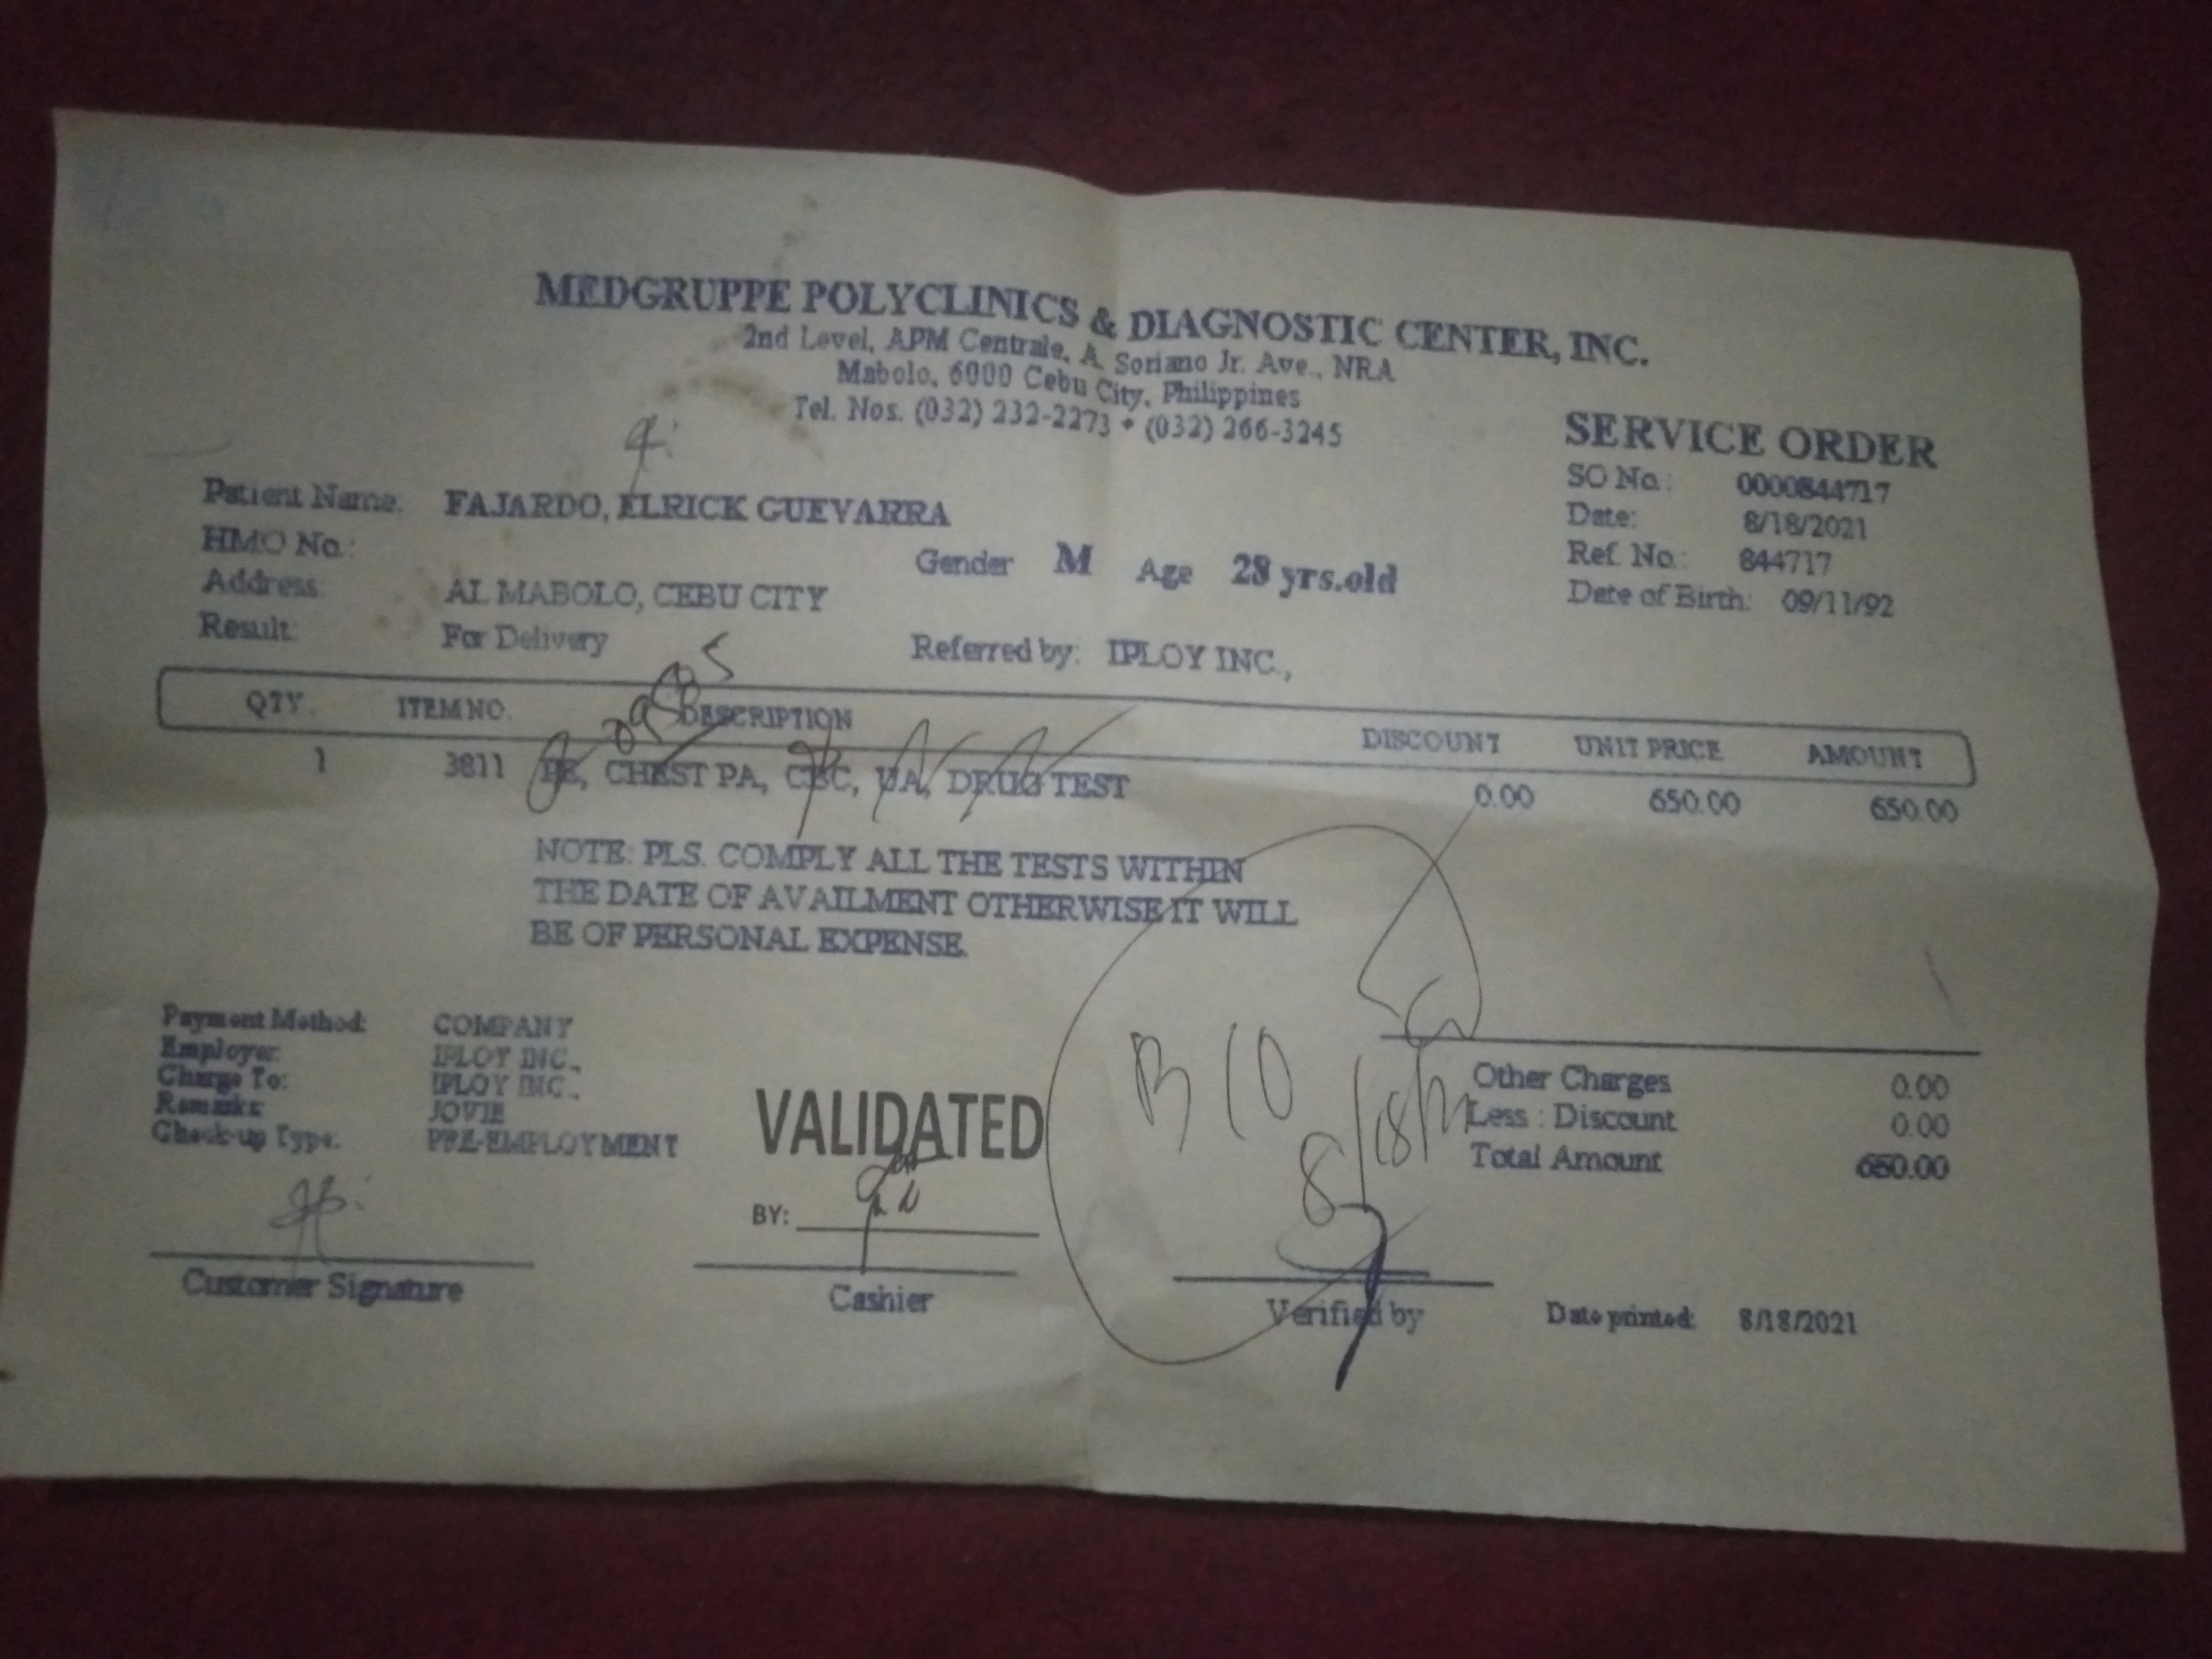 MEDGRUPPE POLYCLINICS & DIAGNOSTIC CENTER, INC.
2nd Level, APM Centrale, A. Soriano Jr. Ave., NRA
Mabolo, 6000 Cebu City, Philippines
Tel. Nos. (032) 232-2273 • (032) 266-3245
SERVICE ORDER
SO No.: 0000844717
Date: 8/18/2021
Ref. No.: 844717
Date of Birth: 09/11/92
Patient Name: FAJARDO, ELRICK GUEVARRA
HMO No.:
Gender M Age 28 yrs.old
Address: AL MABOLO, CEBU CITY
Result: For Delivery Referred by: IPLOY INC.,
QTY. ITEM NO. DESCRIPTION DISCOUNT UNIT PRICE AMOUNT
1 3811 PE, CHEST PA, CBC, UA, DRUG TEST 0.00 650.00 650.00
NOTE: PLS. COMPLY ALL THE TESTS WITHIN
THE DATE OF AVAILMENT OTHERWISE IT WILL
BE OF PERSONAL EXPENSE.
Payment Method: COMPANY
Employer: IPLOY INC.,
Charge To: IPLOY INC.,
Remarks: JOVIE
Check-up Type: PRE-EMPLOYMENT
VALIDATED
BY:
Other Charges 0.00
Less : Discount 0.00
Total Amount 650.00
Customer Signature
Cashier
Verified by
Date printed: 8/18/2021